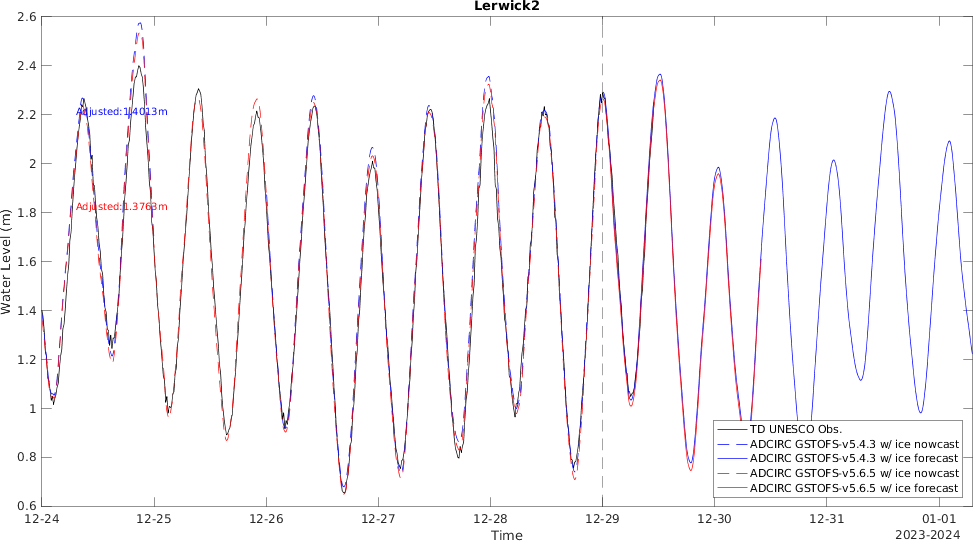 Lerwick2
2.6
2.4
2.2
2
1.8
1.6
1.4
1.2
1
0.8
0.6
Water Level (m)
Adjusted:1.4013m
Adjusted:1.3763m
12-24
12-25
12-26
12-27
12-28
12-29
12-30
12-31
01-01
Time
2023-2024
TD UNESCO Obs.
ADCIRC GSTOFS-v5.4.3 w/ ice nowcast
ADCIRC GSTOFS-v5.4.3 w/ ice forecast
ADCIRC GSTOFS-v5.6.5 w/ ice nowcast
ADCIRC GSTOFS-v5.6.5 w/ ice forecast